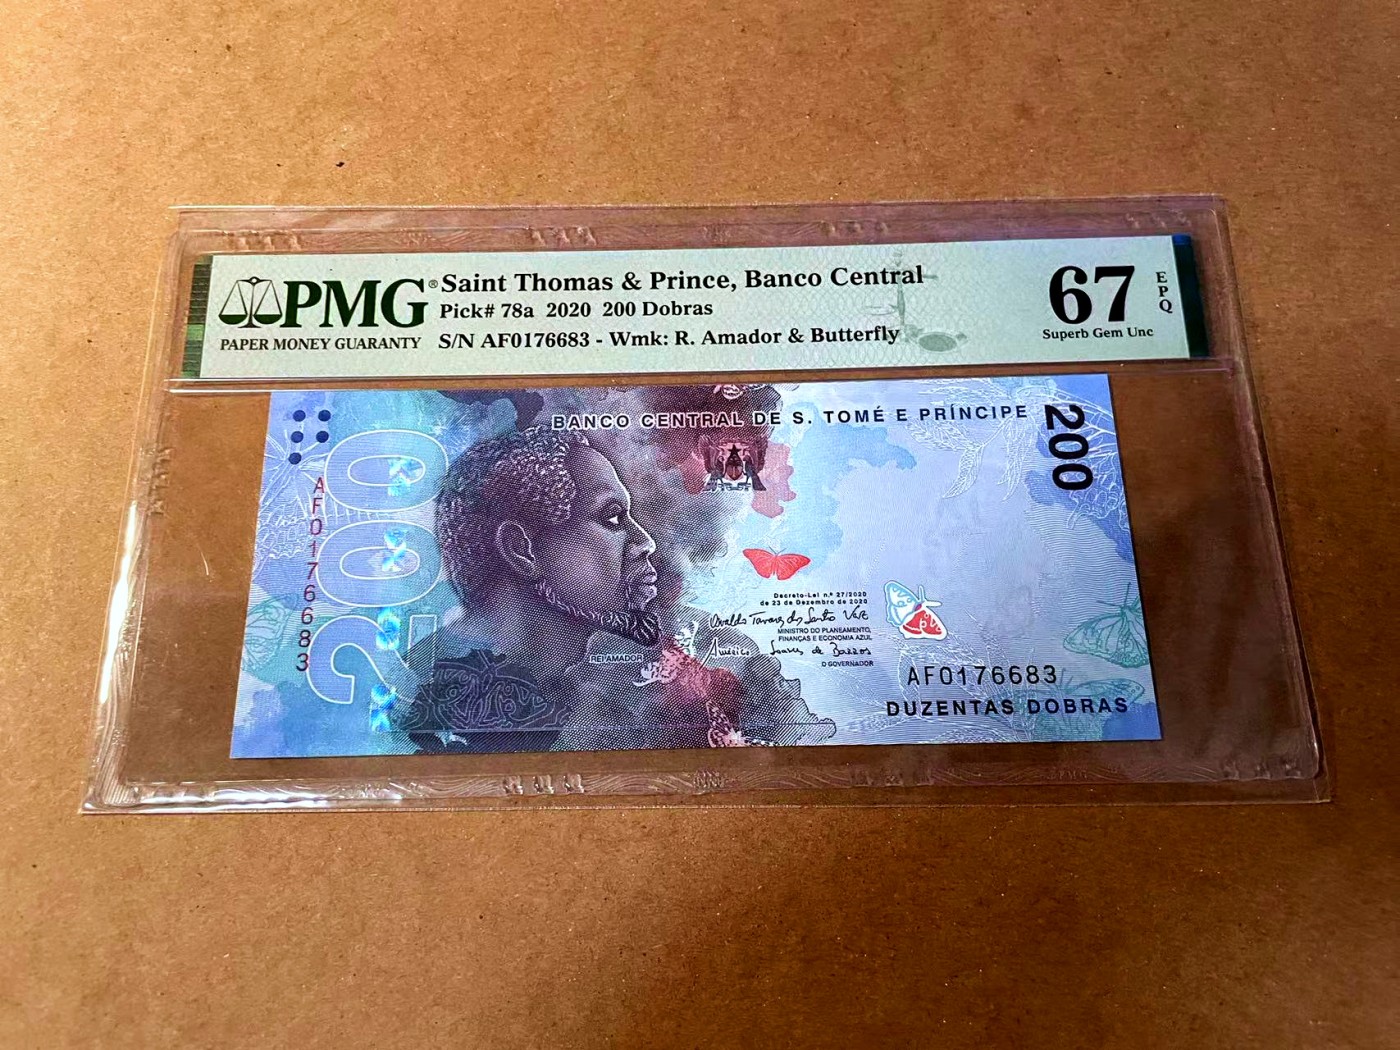 PMG®
PAPER MONEY GUARANTY
Saint Thomas & Prince, Banco Central
Pick# 78a 2020 200 Dobras
S/N AF0176683 - Wmk: R. Amador & Butterfly
67
EPQ
Superb Gem Unc
BANCO CENTRAL DE S. TOMÉ E PRÍNCIPE
200
200
AF0176683
Decreto-Lei n.º 27/2020
de 23 de Dezembro de 2020
MINISTRO DO PLANEAMENTO,
FINANÇAS E ECONOMIA AZUL
O GOVERNADOR
REI AMADOR
AF0176683
DUZENTAS DOBRAS